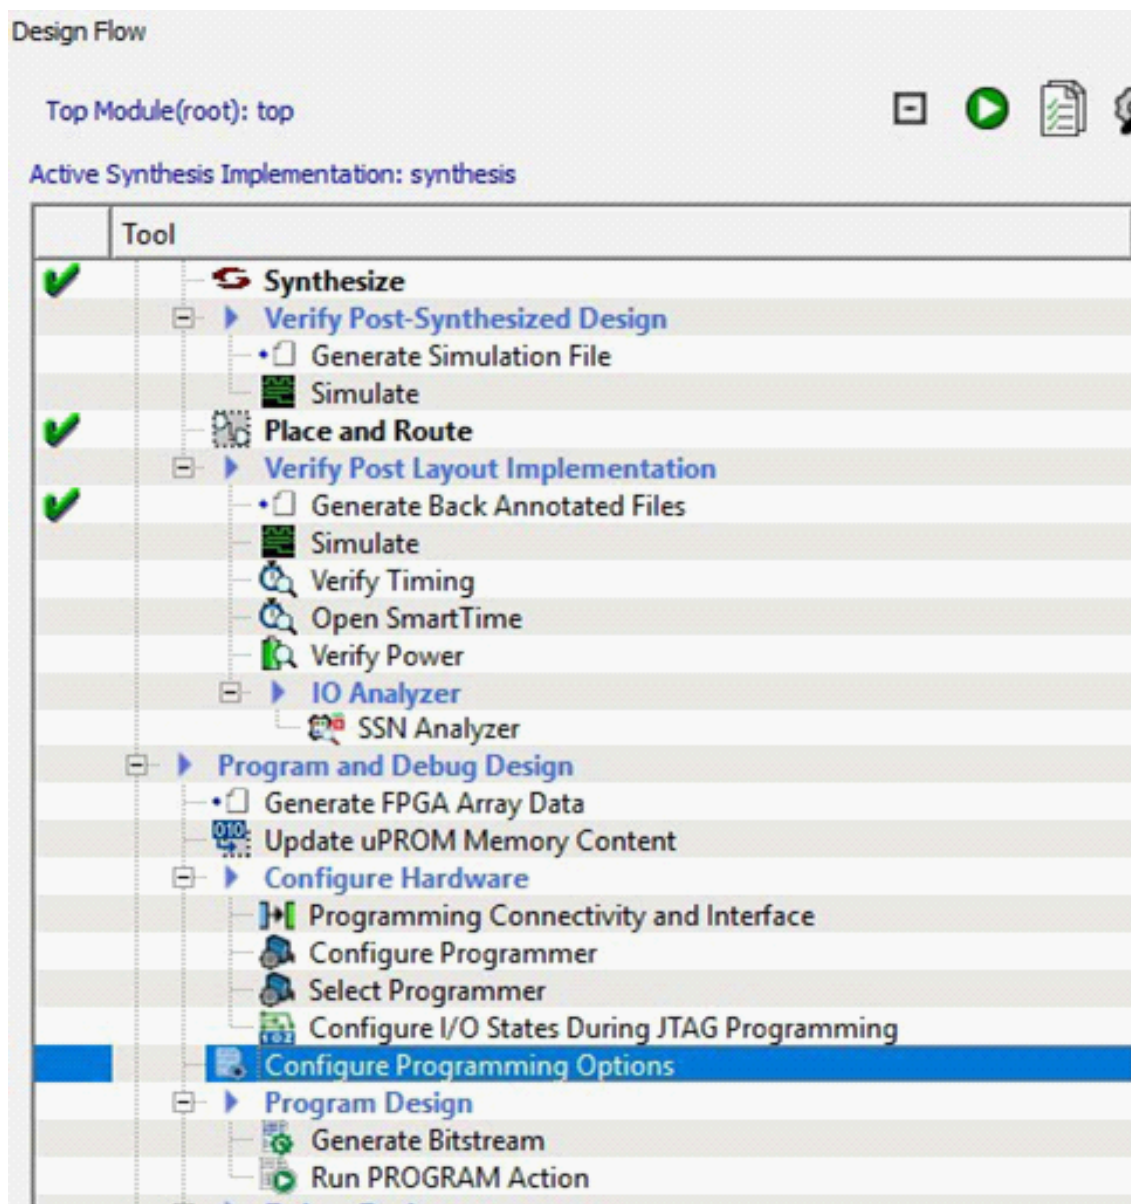 Design Flow
Top Module(root): top
Active Synthesis Implementation: synthesis
Tool
Synthesize
Verify Post-Synthesized Design
Generate Simulation File
Simulate
Place and Route
Verify Post Layout Implementation
Generate Back Annotated Files
Simulate
Verify Timing
Open SmartTime
Verify Power
IO Analyzer
SSN Analyzer
Program and Debug Design
Generate FPGA Array Data
Update uPROM Memory Content
Configure Hardware
Programming Connectivity and Interface
Configure Programmer
Select Programmer
Configure I/O States During JTAG Programming
Configure Programming Options
Program Design
Generate Bitstream
Run PROGRAM Action